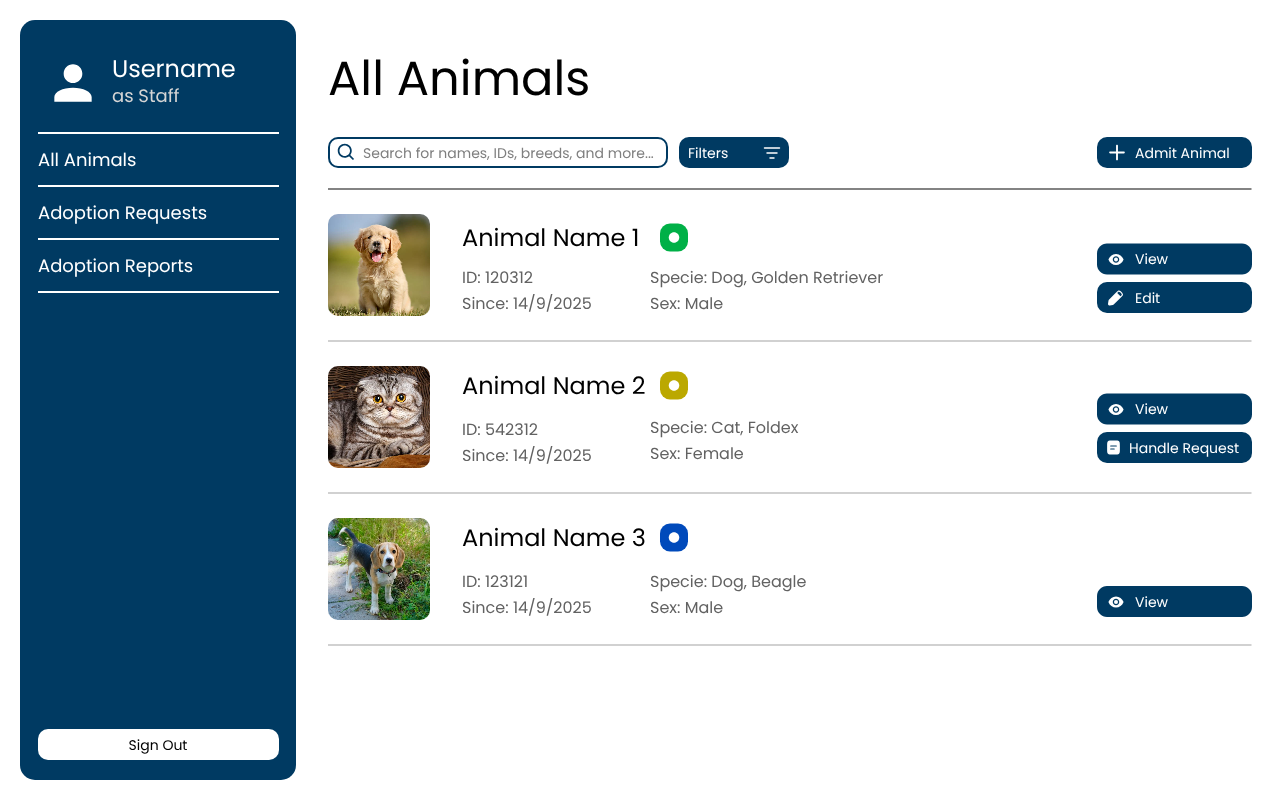 Username
as Staff
All Animals
Adoption Requests
Adoption Reports
Sign Out
All Animals
Search for names, IDs, breeds, and more...
Filters
Admit Animal
Animal Name 1
ID: 120312
Specie: Dog, Golden Retriever
Since: 14/9/2025
Sex: Male
View
Edit
Animal Name 2
ID: 542312
Specie: Cat, Foldex
Since: 14/9/2025
Sex: Female
View
Handle Request
Animal Name 3
ID: 123121
Specie: Dog, Beagle
Since: 14/9/2025
Sex: Male
View